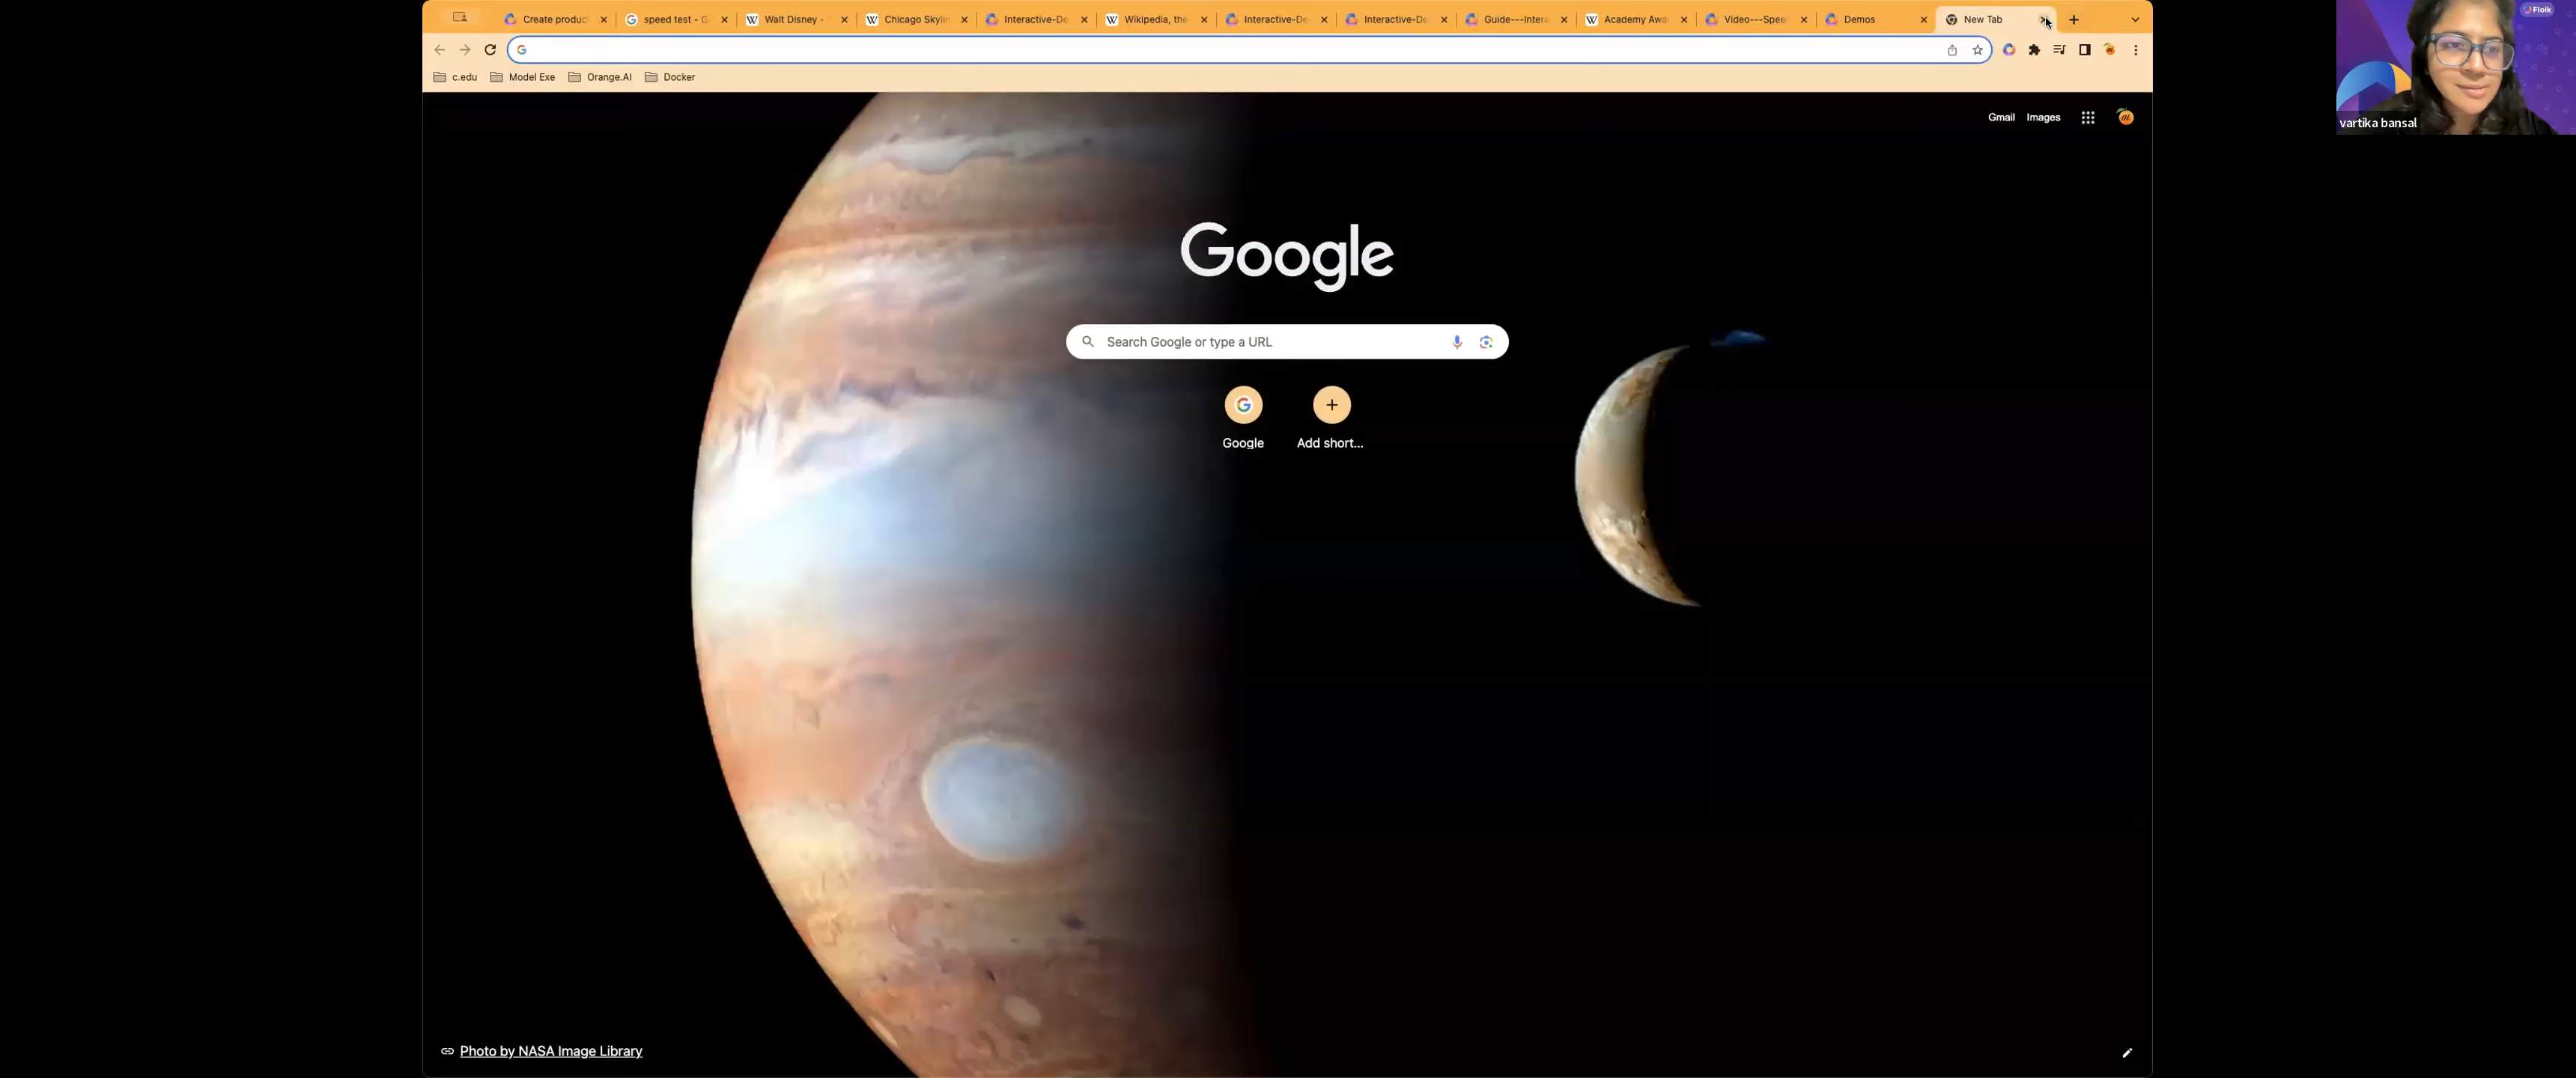 Create produc
speed test - G
Walt Disney -
Chicago Skylin
Interactive-De
Wikipedia, the
Interactive-De
Interactive-De
Guide---Intera
Academy Awa
Video---Spee
Demos
New Tab
Floik
c.edu
Model Exe
Orange.AI
Docker
Gmail
Images
vartika bansal
Google
Search Google or type a URL
Google
Add short...
Photo by NASA Image Library